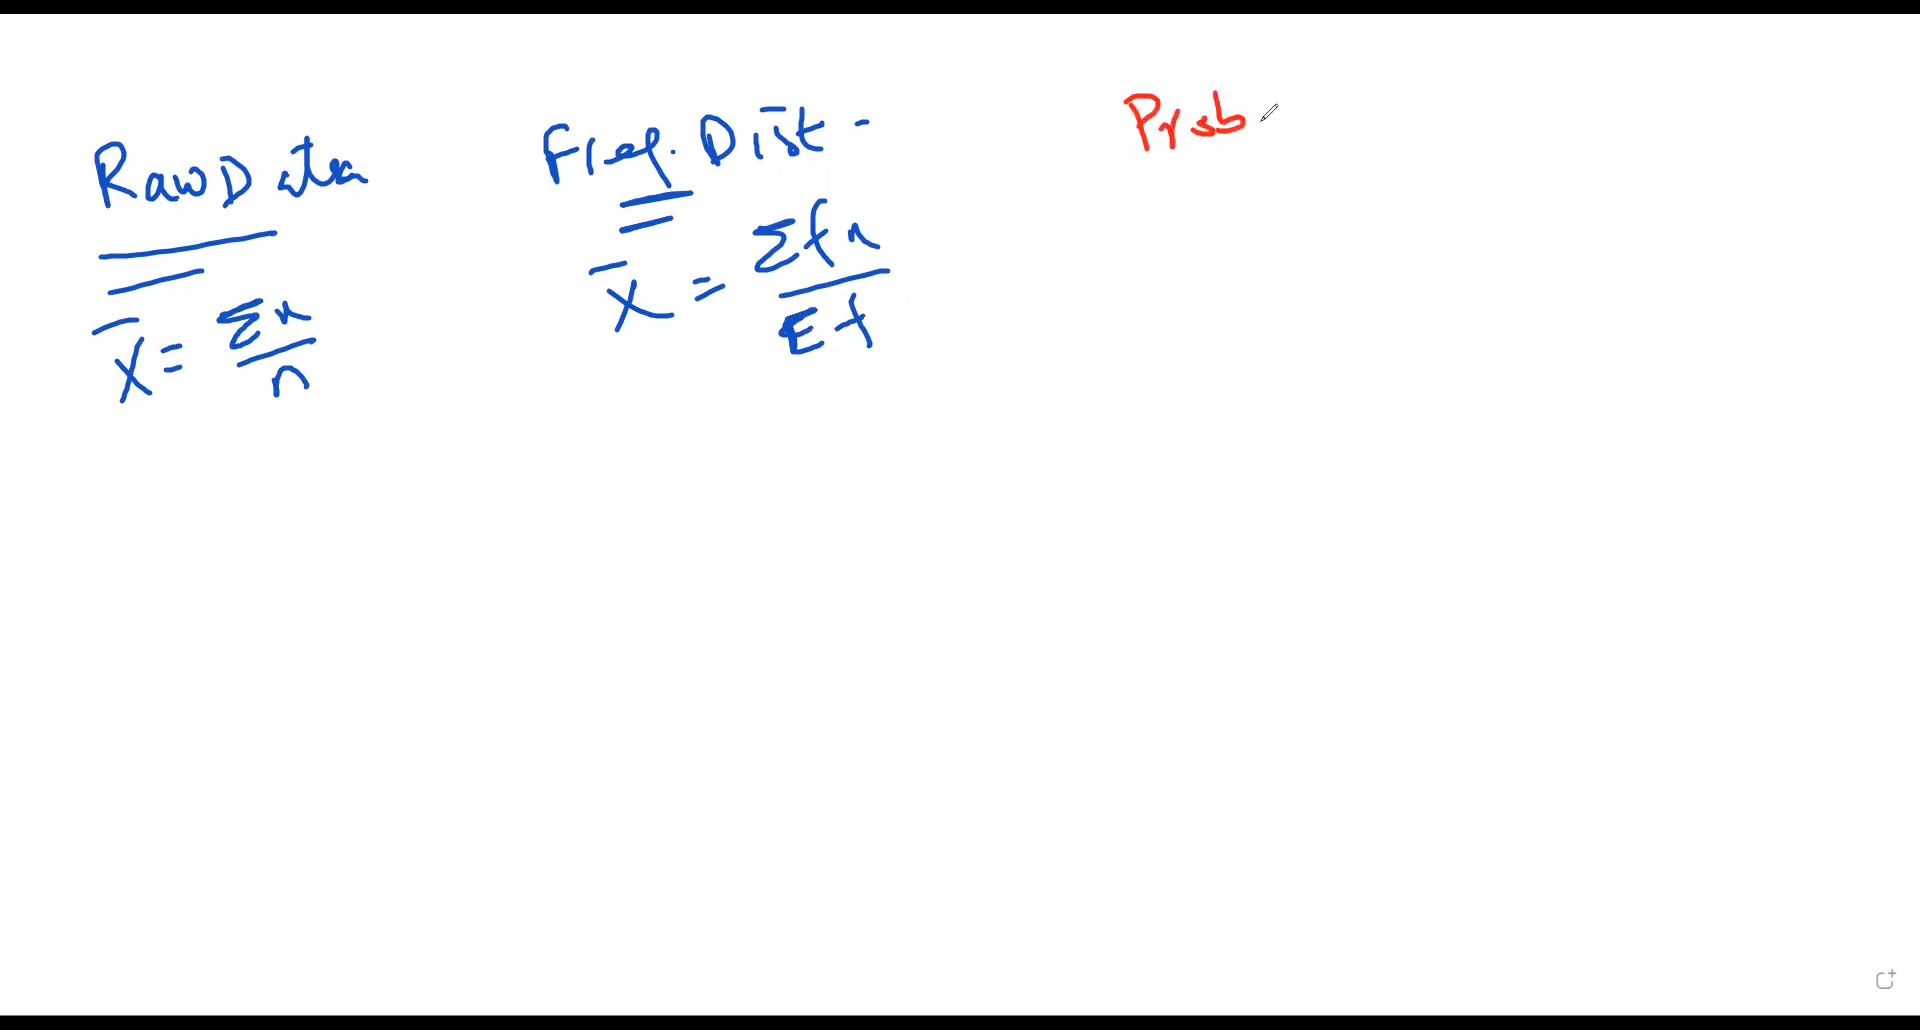 Raw Data
X̄ = Σx/n
Freq. Dist -
X̄ = Σfx/Σf
Prob